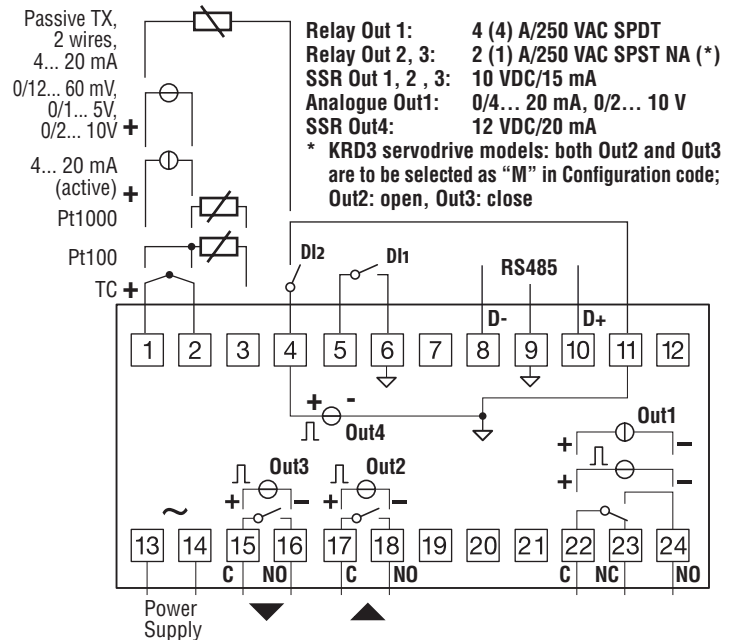 Passive TX,
2 wires,
4... 20 mA
0/12... 60 mV,
0/1... 5V,
0/2... 10V +
4... 20 mA
(active) +
Pt1000
Pt100
TC +
Relay Out 1: 4 (4) A/250 VAC SPDT
Relay Out 2, 3: 2 (1) A/250 VAC SPST NA (*)
SSR Out 1, 2 , 3: 10 VDC/15 mA
Analogue Out1: 0/4... 20 mA, 0/2... 10 V
SSR Out4: 12 VDC/20 mA
* KRD3 servodrive models: both Out2 and Out3
are to be selected as “M” in Configuration code;
Out2: open, Out3: close
DI2 DI1 RS485
D- D+
1 2 3 4 5 6 7 8 9 10 11 12
+ -
Out4
Out1
+ −
+ −
Out3 Out2
+ − + −
~
13 14 15 16 17 18 19 20 21 22 23 24
C NO C NO C NC NO
Power
Supply